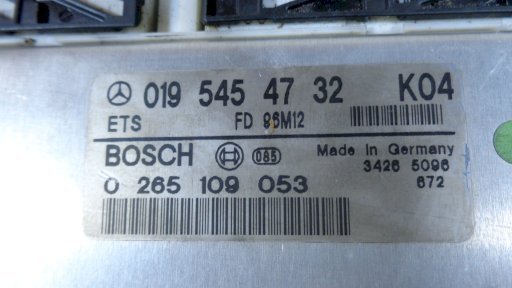 019 545 47 32 K04
ETS FD 96M12
BOSCH 085 Made in Germany
3426 5096
0 265 109 053 672